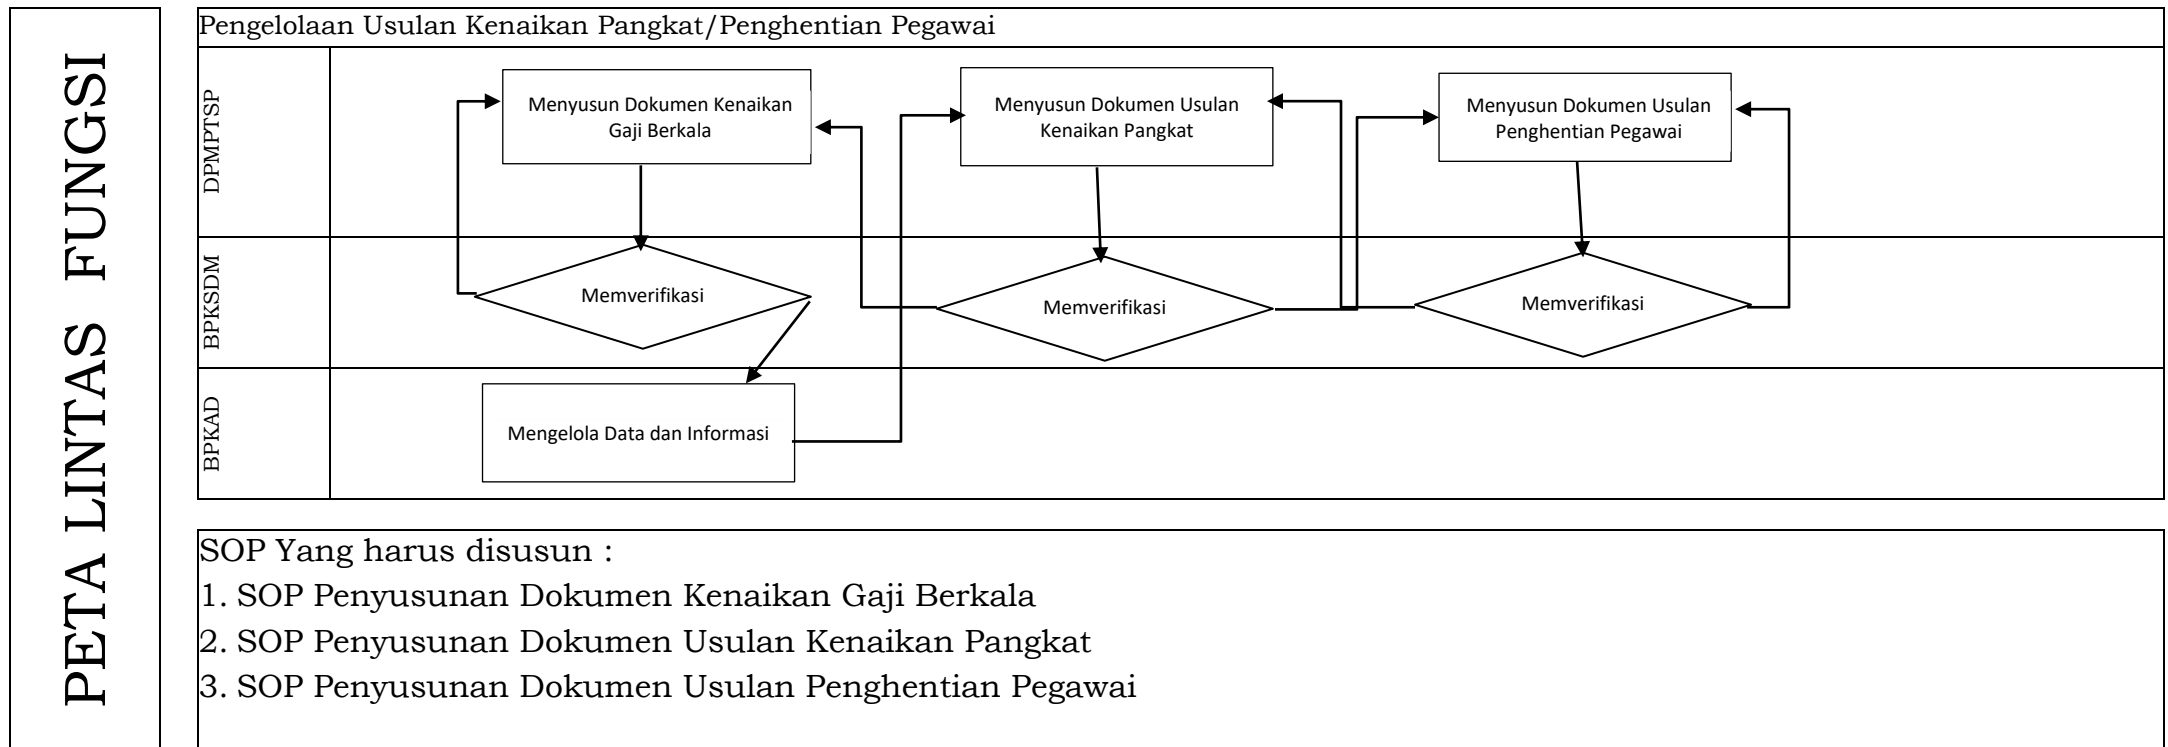 PETA LINTAS FUNGSI
Pengelolaan Usulan Kenaikan Pangkat/Penghentian Pegawai
DPMPTSP
Menyusun Dokumen Kenaikan
Gaji Berkala
Menyusun Dokumen Usulan
Kenaikan Pangkat
Menyusun Dokumen Usulan
Penghentian Pegawai
BPKSDM
Memverifikasi
Memverifikasi
Memverifikasi
BPKAD
Mengelola Data dan Informasi
SOP Yang harus disusun :
1. SOP Penyusunan Dokumen Kenaikan Gaji Berkala
2. SOP Penyusunan Dokumen Usulan Kenaikan Pangkat
3. SOP Penyusunan Dokumen Usulan Penghentian Pegawai